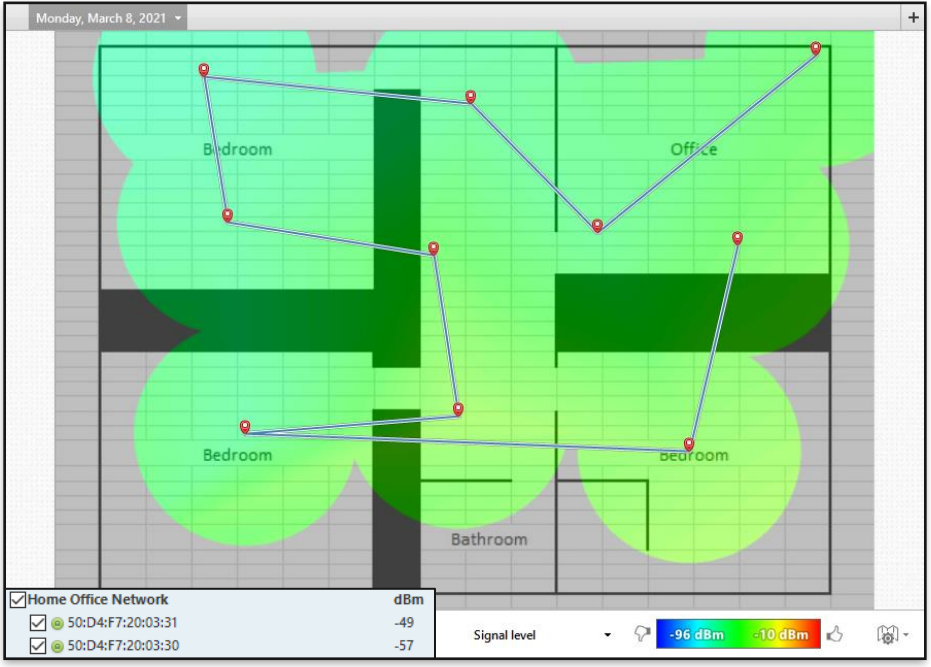 Monday, March 8, 2021
Bedroom
Office
Bedroom
Bedroom
Bathroom
Home Office Network dBm
50:D4:F7:20:03:31 -49
50:D4:F7:20:03:30 -57
Signal level
-96 dBm -10 dBm